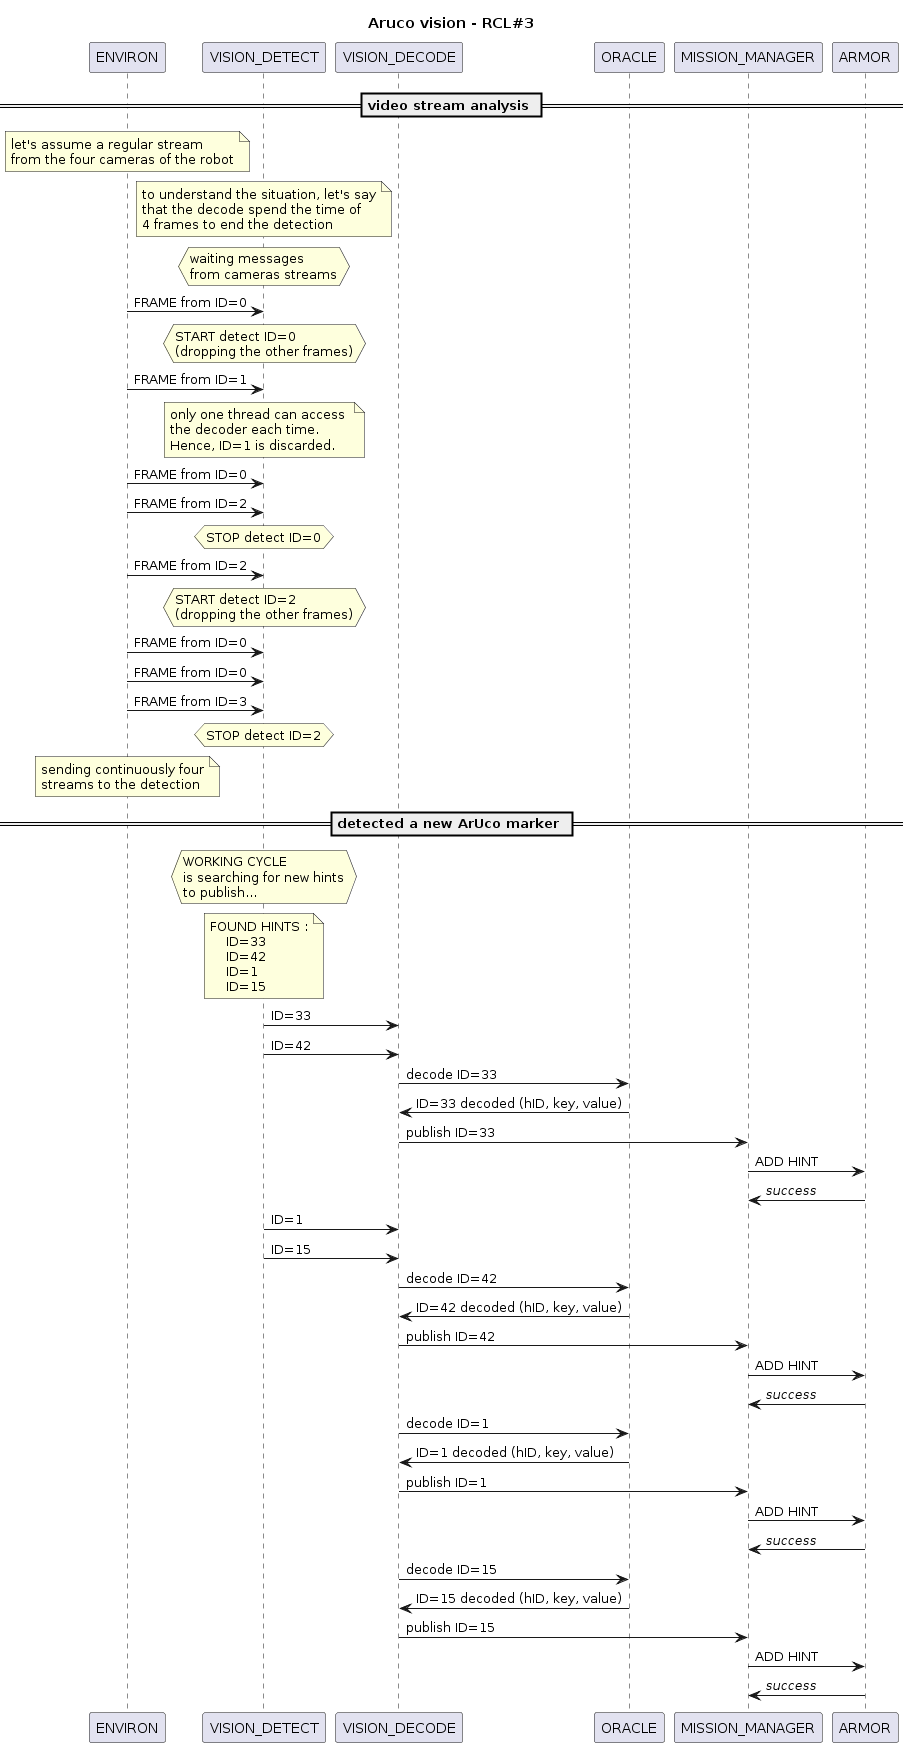 Aruco vision - RCL#3
ENVIRON VISION_DETECT VISION_DECODE ORACLE MISSION_MANAGER ARMOR
video stream analysis
let's assume a regular stream
from the four cameras of the robot
to understand the situation, let's say
that the decode spend the time of
4 frames to end the detection
waiting messages
from cameras streams
FRAME from ID=0
START detect ID=0
(dropping the other frames)
FRAME from ID=1
only one thread can access
the decoder each time.
Hence, ID=1 is discarded.
FRAME from ID=0
FRAME from ID=2
STOP detect ID=0
FRAME from ID=2
START detect ID=2
(dropping the other frames)
FRAME from ID=0
FRAME from ID=0
FRAME from ID=3
STOP detect ID=2
sending continuously four
streams to the detection
detected a new ArUco marker
WORKING CYCLE
is searching for new hints
to publish...
FOUND HINTS :
ID=33
ID=42
ID=1
ID=15
ID=33
ID=42
decode ID=33
ID=33 decoded (hID, key, value)
publish ID=33
ADD HINT
success
ID=1
ID=15
decode ID=42
ID=42 decoded (hID, key, value)
publish ID=42
ADD HINT
success
decode ID=1
ID=1 decoded (hID, key, value)
publish ID=1
ADD HINT
success
decode ID=15
ID=15 decoded (hID, key, value)
publish ID=15
ADD HINT
success
ENVIRON VISION_DETECT VISION_DECODE ORACLE MISSION_MANAGER ARMOR